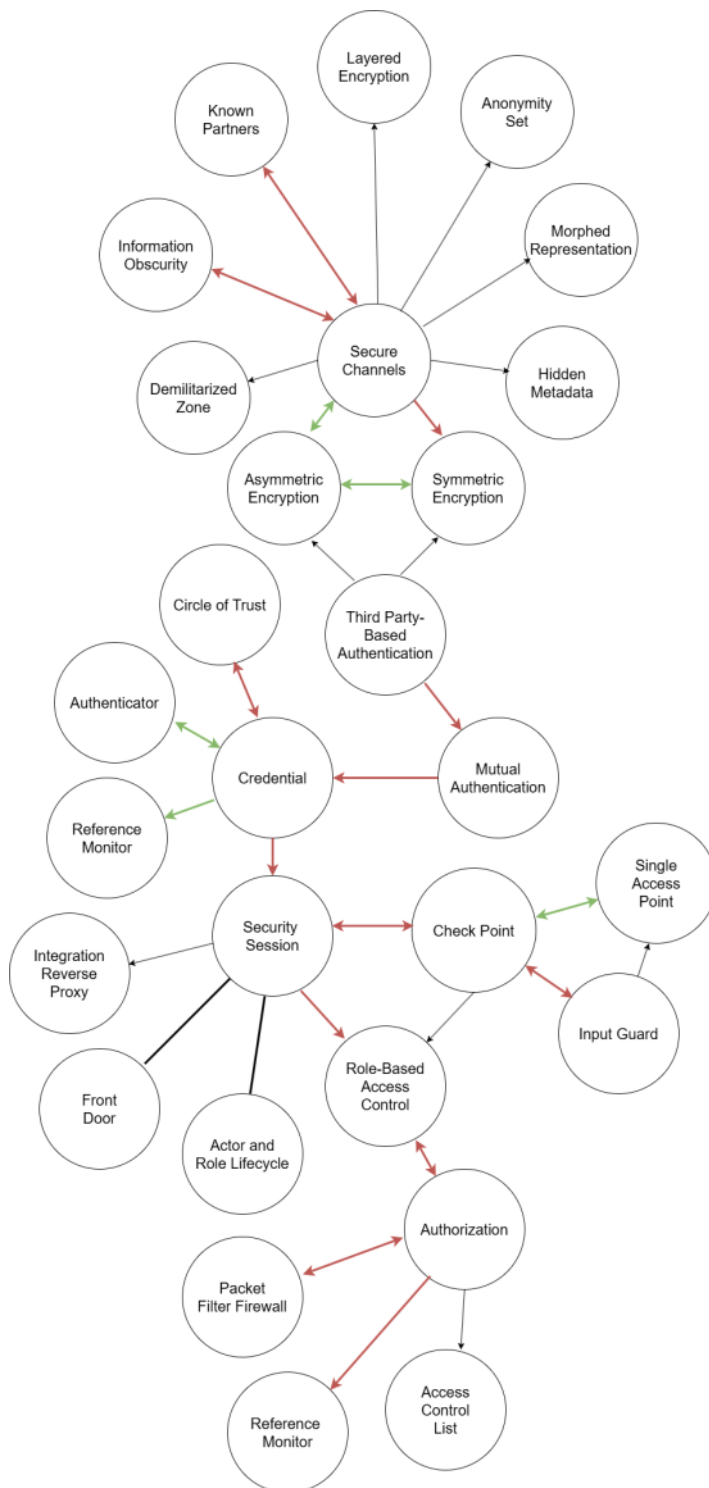 Layered
Encryption
Anonymity
Set
Known
Partners
Morphed
Representation
Information
Obscurity
Secure
Channels
Hidden
Metadata
Demilitarized
Zone
Asymmetric
Encryption
Symmetric
Encryption
Circle of Trust
Third Party-
Based
Authentication
Authenticator
Credential
Mutual
Authentication
Reference
Monitor
Single
Access
Point
Security
Session
Check Point
Integration
Reverse
Proxy
Input Guard
Role-Based
Access
Control
Front
Door
Actor and
Role Lifecycle
Authorization
Packet
Filter Firewall
Access
Control
List
Reference
Monitor